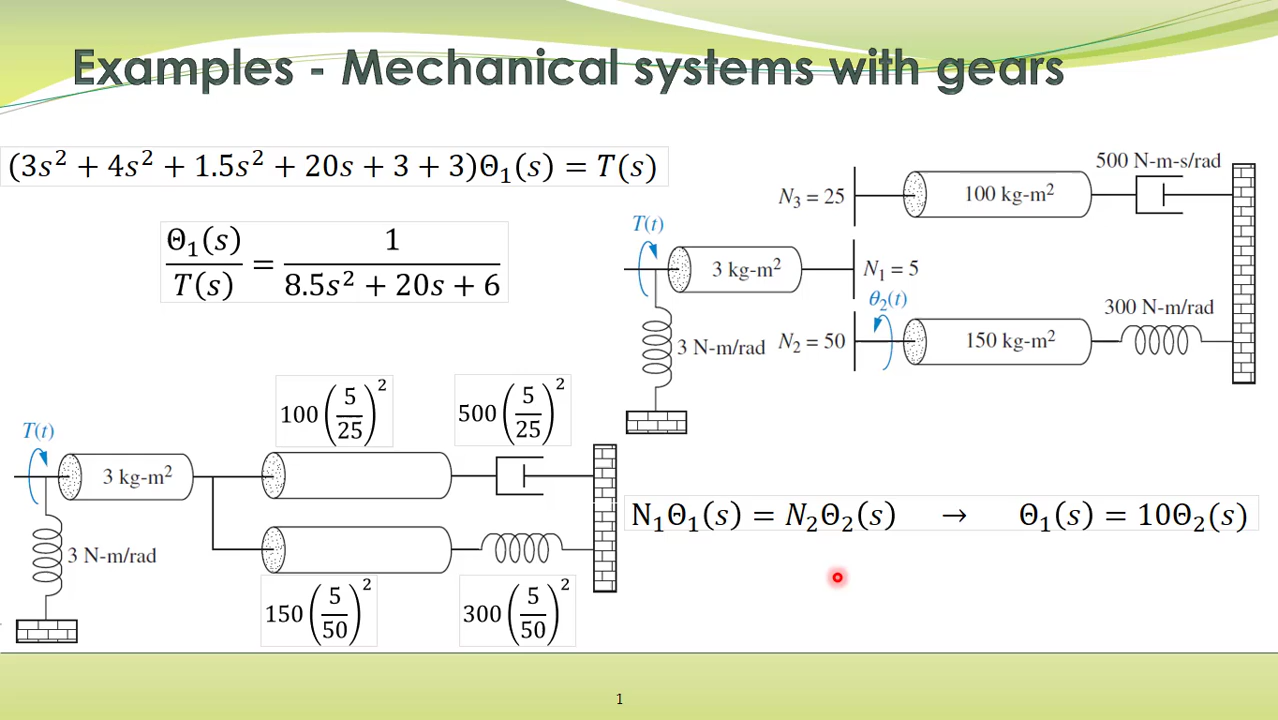 Examples - Mechanical systems with gears
(3s² + 4s² + 1.5s² + 20s + 3 + 3)Θ₁(s) = T(s)
Θ₁(s)/T(s) = 1/(8.5s² + 20s + 6)
500 N-m-s/rad
N₃ = 25
100 kg-m²
T(t)
3 kg-m²
N₁ = 5
θ₂(t)
300 N-m/rad
3 N-m/rad
N₂ = 50
150 kg-m²
100(5/25)²
500(5/25)²
T(t)
3 kg-m²
3 N-m/rad
150(5/50)²
300(5/50)²
N₁Θ₁(s) = N₂Θ₂(s) → Θ₁(s) = 10Θ₂(s)
1